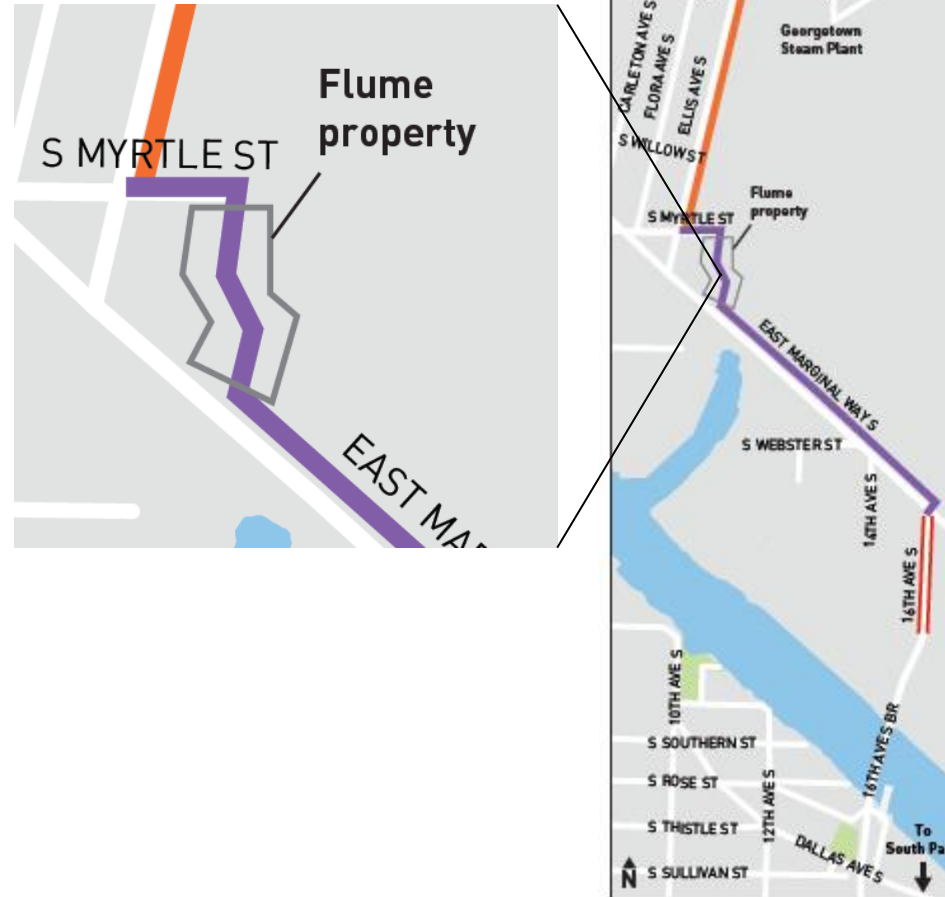 Flume
property
S MYRTLE ST
EAST MA
CARLETON AVE S
FLORA AVE S
ELLIS AVE S
Georgetown
Steam Plant
S WILLOW ST
Flume
property
S MYRTLE ST
EAST MARGINAL WAY S
S WEBSTER ST
14TH AVE S
16TH AVE S
10TH AVE S
16TH AVE S BR
S SOUTHERN ST
S ROSE ST
12TH AVE S
S THISTLE ST
DALLAS AVE S
To
South Pa
N
S SULLIVAN ST